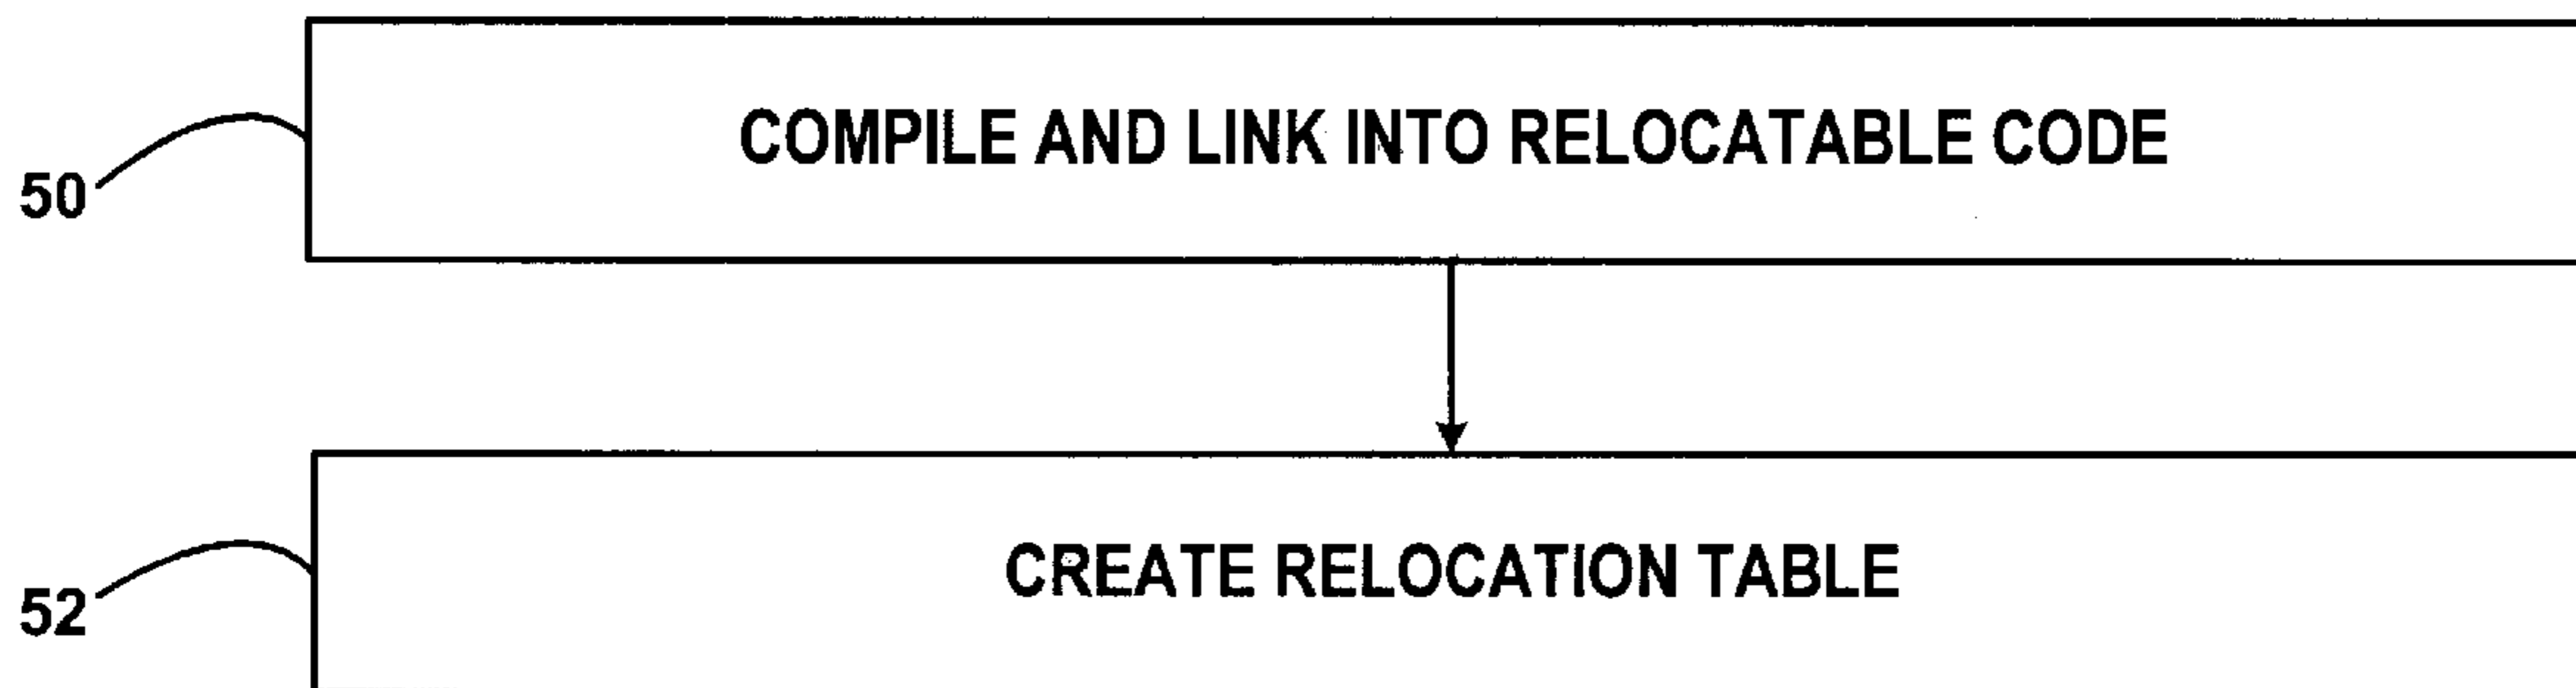 COMPILE AND LINK INTO RELOCATABLE CODE
50
CREATE RELOCATION TABLE
52